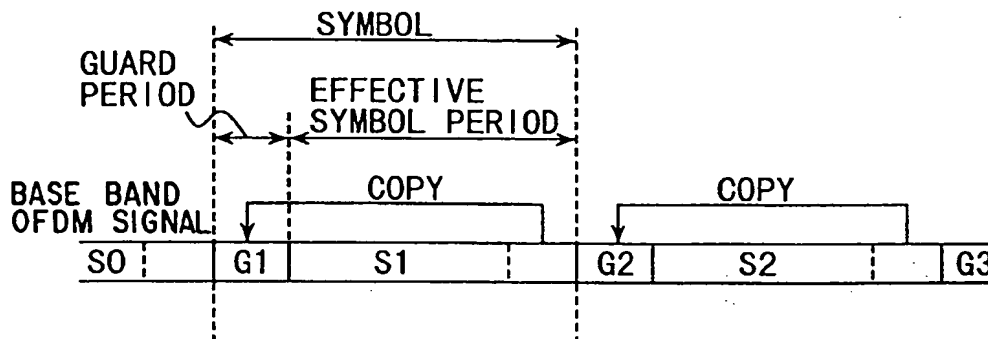 SYMBOL
GUARD
PERIOD
EFFECTIVE
SYMBOL PERIOD
BASE BAND
OFDM SIGNAL
COPY
COPY
S0
G1
S1
G2
S2
G3